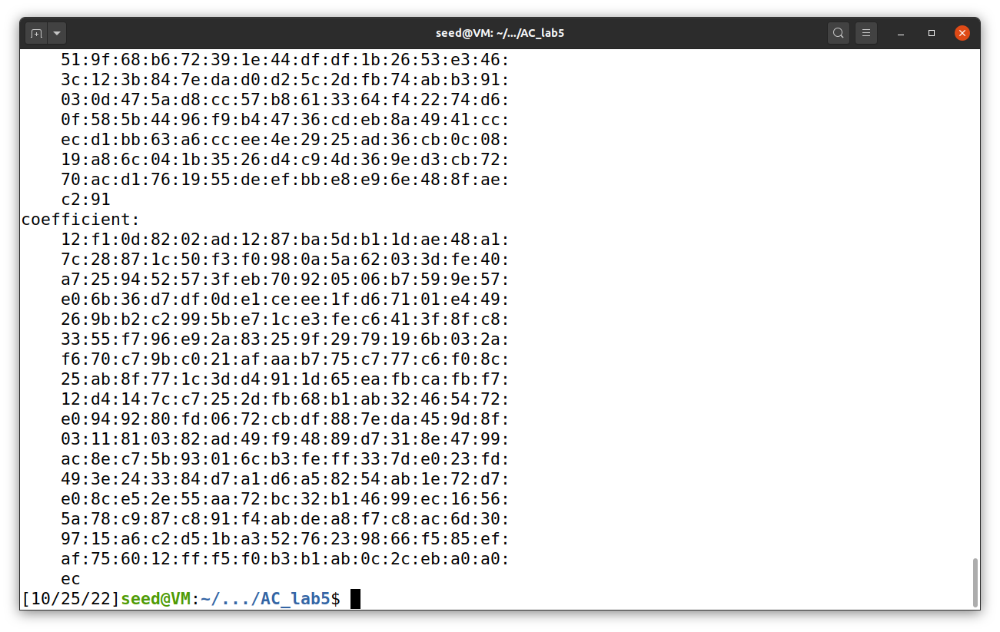 seed@VM: ~/.../AC_lab5
51:9f:68:b6:72:39:1e:44:df:df:1b:26:53:e3:46:
3c:12:3b:84:7e:da:d0:d2:5c:2d:fb:74:ab:b3:91:
03:0d:47:5a:d8:cc:57:b8:61:33:64:f4:22:74:d6:
0f:58:5b:44:96:f9:b4:47:36:cd:eb:8a:49:41:cc:
ec:d1:bb:63:a6:cc:ee:4e:29:25:ad:36:cb:0c:08:
19:a8:6c:04:1b:35:26:d4:c9:4d:36:9e:d3:cb:72:
70:ac:d1:76:19:55:de:ef:bb:e8:e9:6e:48:8f:ae:
c2:91
coefficient:
12:f1:0d:82:02:ad:12:87:ba:5d:b1:1d:ae:48:a1:
7c:28:87:1c:50:f3:f0:98:0a:5a:62:03:3d:fe:40:
a7:25:94:52:57:3f:eb:70:92:05:06:b7:59:9e:57:
e0:6b:36:d7:df:0d:e1:ce:ee:1f:d6:71:01:e4:49:
26:9b:b2:c2:99:5b:e7:1c:e3:fe:c6:41:3f:8f:c8:
33:55:f7:96:e9:2a:83:25:9f:29:79:19:6b:03:2a:
f6:70:c7:9b:c0:21:af:aa:b7:75:c7:77:c6:f0:8c:
25:ab:8f:77:1c:3d:d4:91:1d:65:ea:fb:ca:fb:f7:
12:d4:14:7c:c7:25:2d:fb:68:b1:ab:32:46:54:72:
e0:94:92:80:fd:06:72:cb:df:88:7e:da:45:9d:8f:
03:11:81:03:82:ad:49:f9:48:89:d7:31:8e:47:99:
ac:8e:c7:5b:93:01:6c:b3:fe:ff:33:7d:e0:23:fd:
49:3e:24:33:84:d7:a1:d6:a5:82:54:ab:1e:72:d7:
e0:8c:e5:2e:55:aa:72:bc:32:b1:46:99:ec:16:56:
5a:78:c9:87:c8:91:f4:ab:de:a8:f7:c8:ac:6d:30:
97:15:a6:c2:d5:1b:a3:52:76:23:98:66:f5:85:ef:
af:75:60:12:ff:f5:f0:b3:b1:ab:0c:2c:eb:a0:a0:
ec
[10/25/22]seed@VM:~/.../AC_lab5$